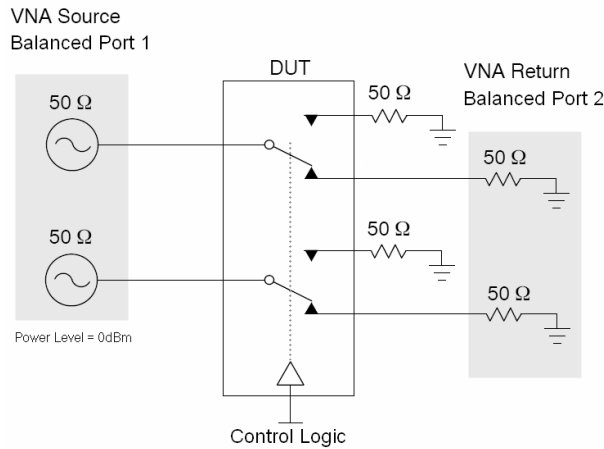 VNA Source
Balanced Port 1
DUT
VNA Return
Balanced Port 2
50 Ω
50 Ω
50 Ω
50 Ω
50 Ω
50 Ω
Power Level = 0dBm
Control Logic